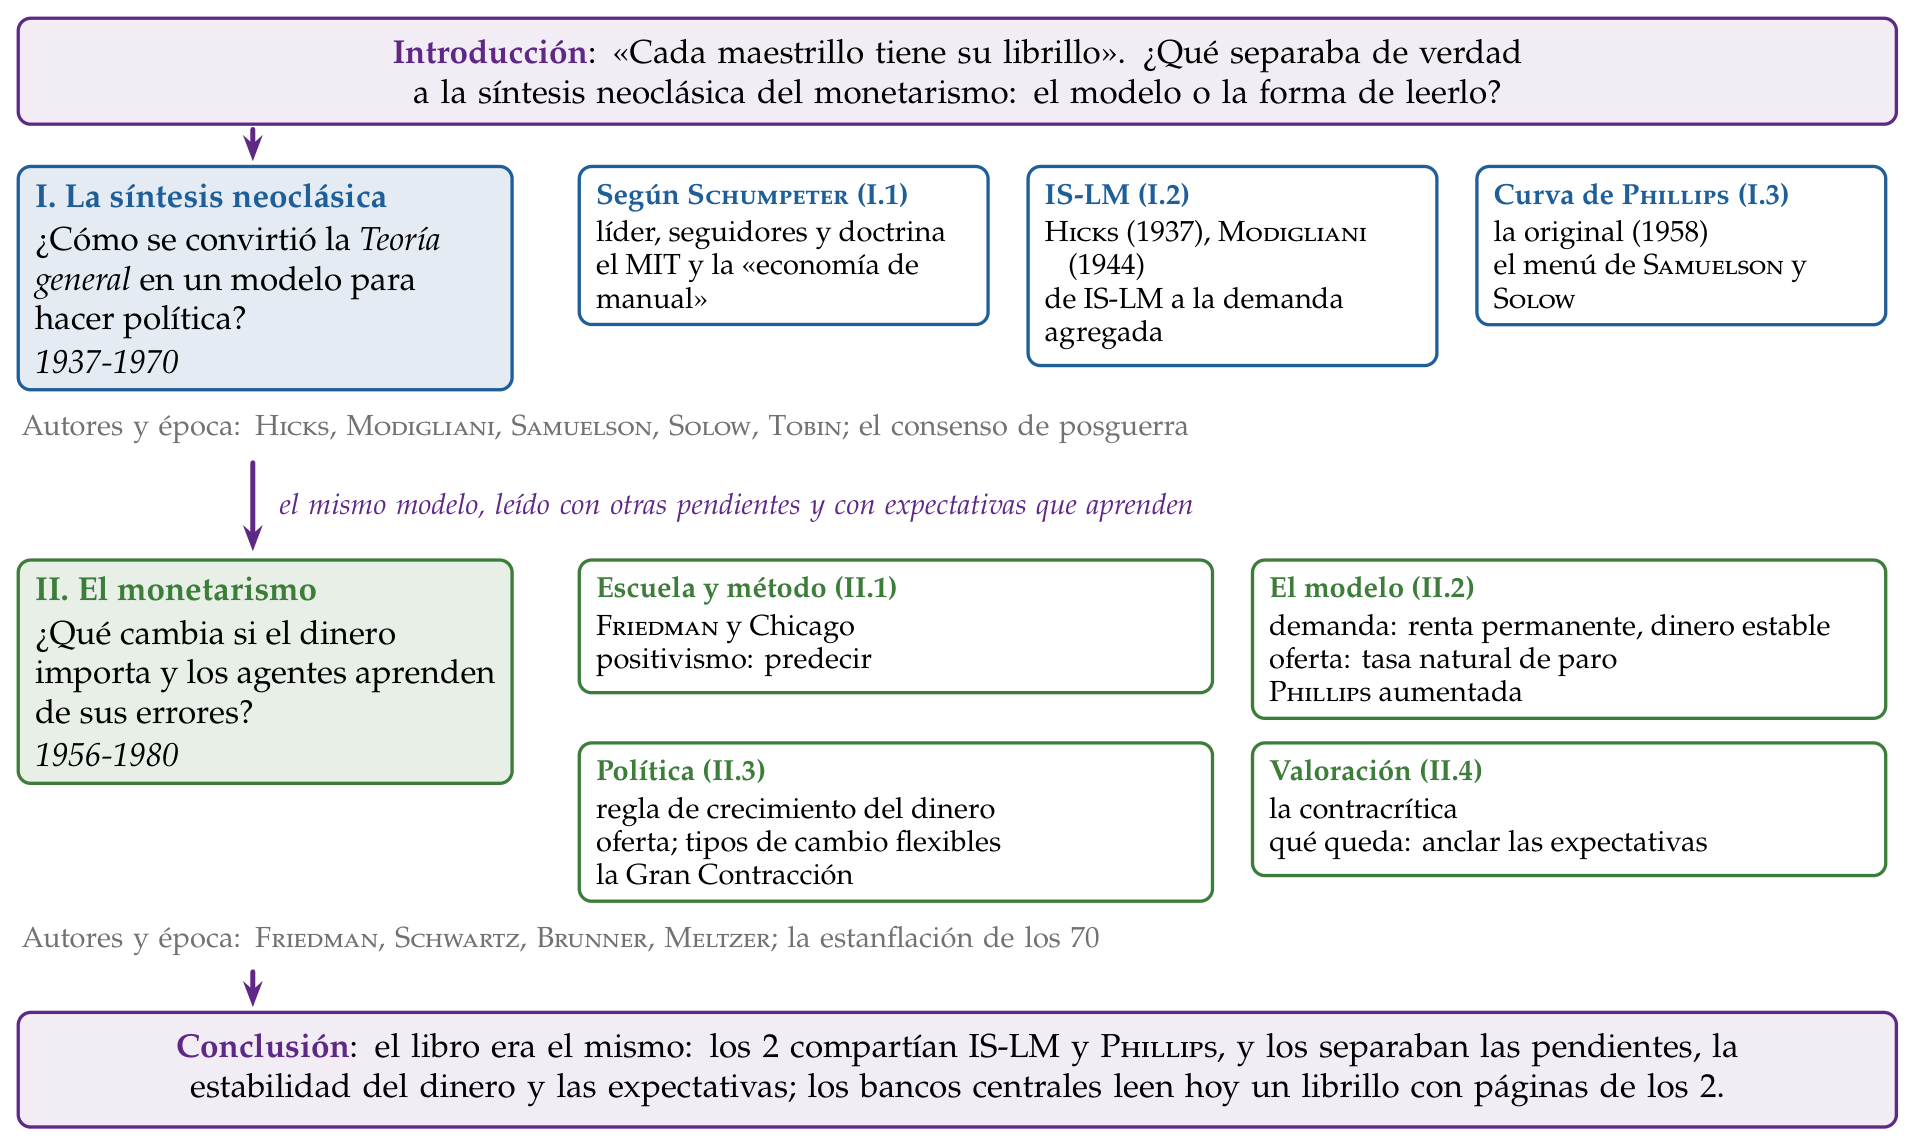 Introducción: «Cada maestrillo tiene su librillo». ¿Qué separaba de verdad
a la síntesis neoclásica del monetarismo: el modelo o la forma de leerlo?
I. La síntesis neoclásica
¿Cómo se convirtió la Teoría
general en un modelo para
hacer política?
1937-1970
Según Schumpeter (I.1)
líder, seguidores y doctrina
el MIT y la «economía de
manual»
IS-LM (I.2)
Hicks (1937), Modigliani
(1944)
de IS-LM a la demanda
agregada
Curva de Phillips (I.3)
la original (1958)
el menú de Samuelson y
Solow
Autores y época: Hicks, Modigliani, Samuelson, Solow, Tobin; el consenso de posguerra
el mismo modelo, leído con otras pendientes y con expectativas que aprenden
II. El monetarismo
¿Qué cambia si el dinero
importa y los agentes aprenden
de sus errores?
1956-1980
Escuela y método (II.1)
Friedman y Chicago
positivismo: predecir
El modelo (II.2)
demanda: renta permanente, dinero estable
oferta: tasa natural de paro
Phillips aumentada
Política (II.3)
regla de crecimiento del dinero
oferta; tipos de cambio flexibles
la Gran Contracción
Valoración (II.4)
la contracrítica
qué queda: anclar las expectativas
Autores y época: Friedman, Schwartz, Brunner, Meltzer; la estanflación de los 70
Conclusión: el libro era el mismo: los 2 compartían IS-LM y Phillips, y los separaban las pendientes, la
estabilidad del dinero y las expectativas; los bancos centrales leen hoy un librillo con páginas de los 2.